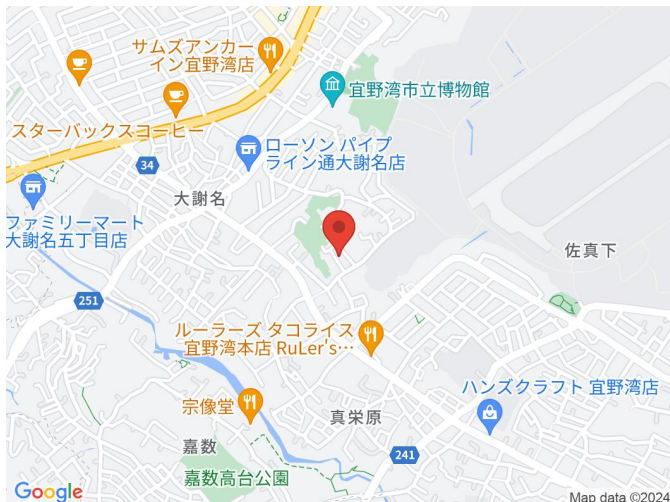 サムズアンカー
イン宜野湾店
宜野湾市立博物館
スターバックスコーヒー
ローソン パイプ
ライン通大謝名店
34
大謝名
ファミリーマート
大謝名五丁目店
佐真下
251
ルーラーズ タコライス
宜野湾本店 RuLer's…
ハンズクラフト 宜野湾店
宗像堂
真栄原
嘉数
241
嘉数高台公園
Google
Map data ©2024